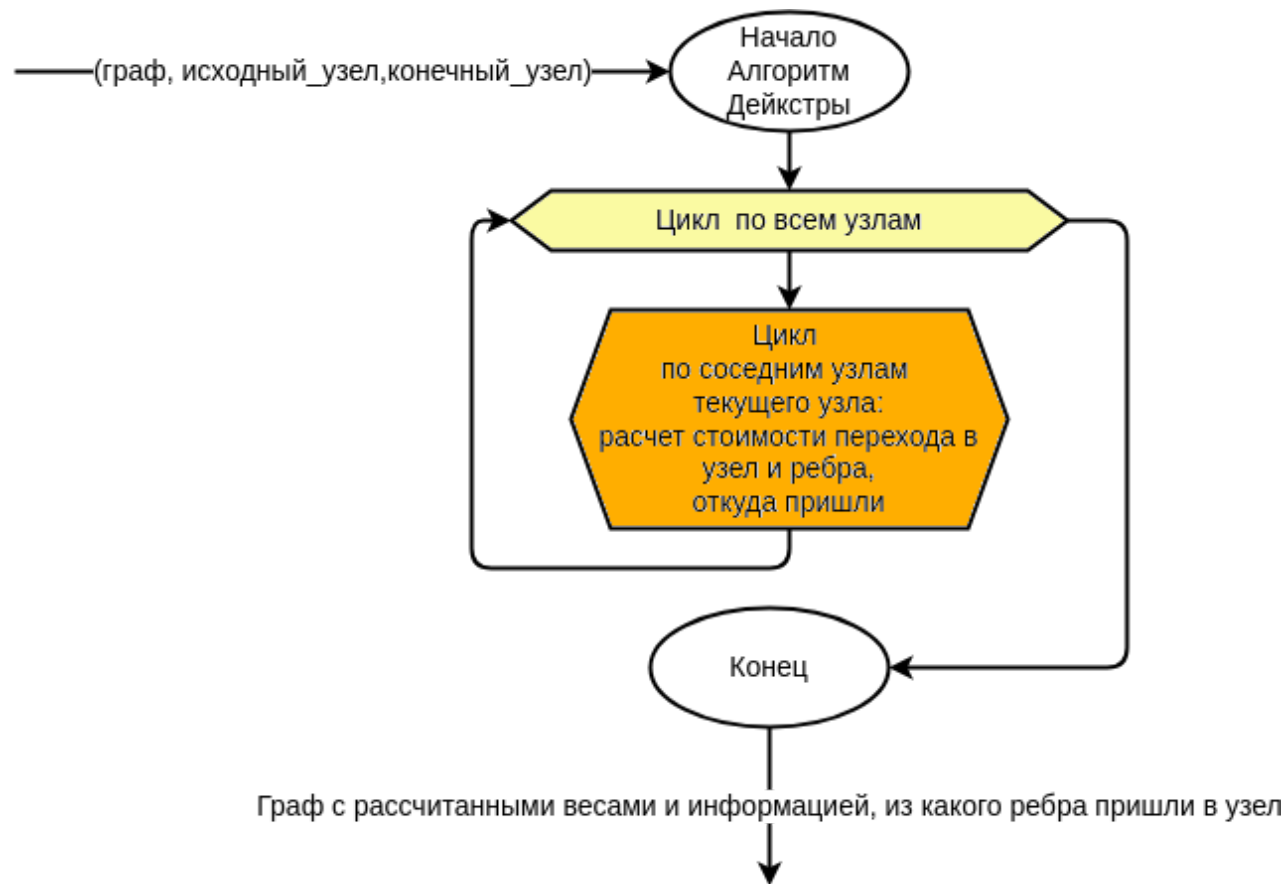 (граф, исходный_узел,конечный_узел)
Начало
Алгоритм
Дейкстры
Цикл  по всем узлам
Цикл
по соседним узлам
текущего узла:
расчет стоимости перехода в
узел и ребра,
откуда пришли
Конец
Граф с рассчитанными весами и информацией, из какого ребра пришли в узел